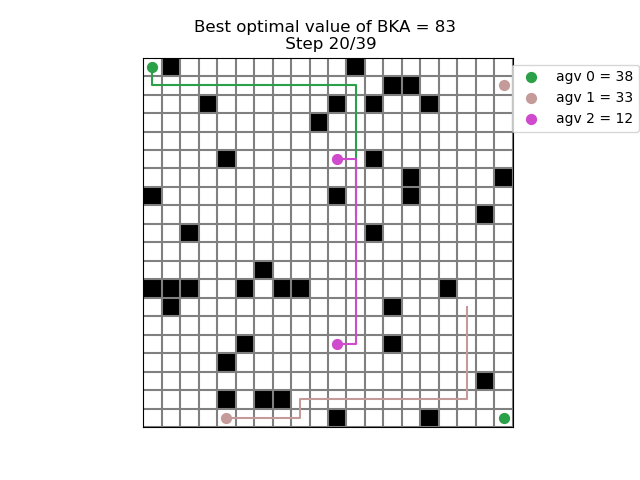 Best optimal value of BKA = 83
Step 20/39
agv 0 = 38
agv 1 = 33
agv 2 = 12